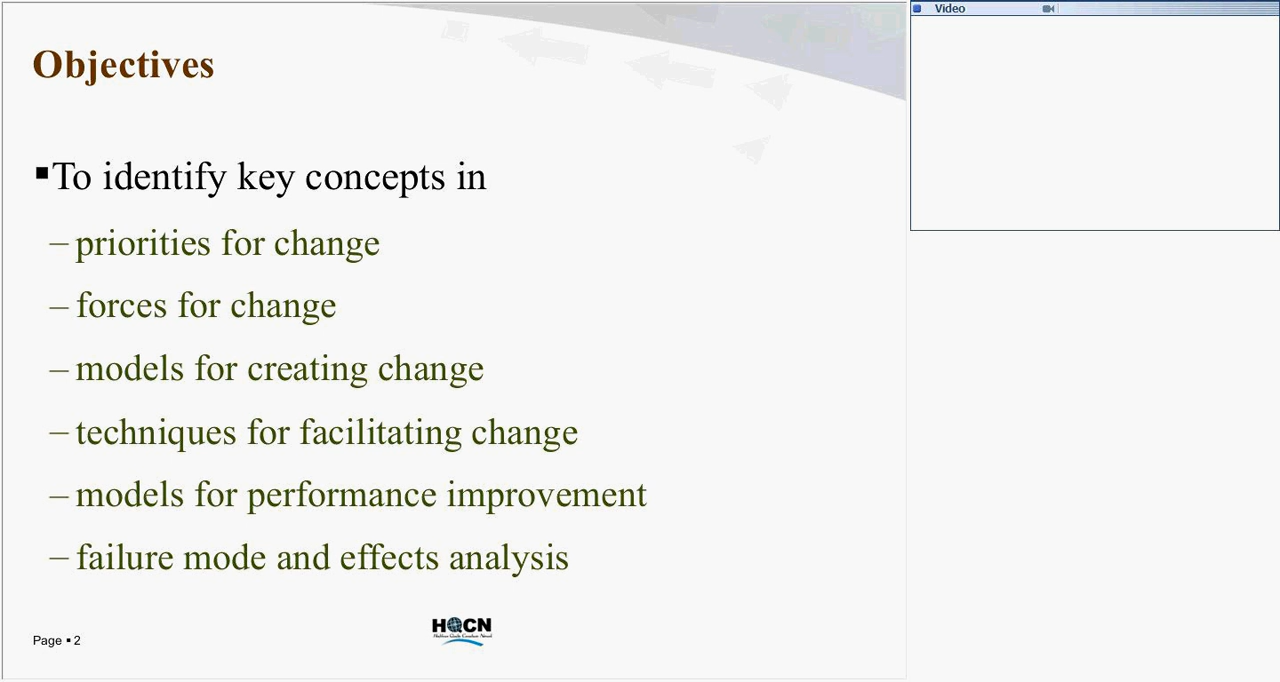 Objectives
▪To identify key concepts in
– priorities for change
– forces for change
– models for creating change
– techniques for facilitating change
– models for performance improvement
– failure mode and effects analysis
Page ▪ 2
HQCN
Video